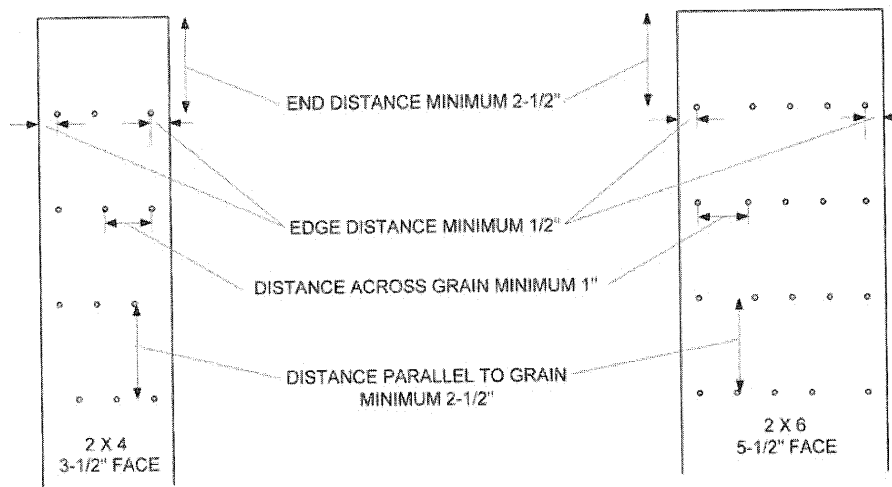 END DISTANCE MINIMUM 2-1/2"
EDGE DISTANCE MINIMUM 1/2"
DISTANCE ACROSS GRAIN MINIMUM 1"
DISTANCE PARALLEL TO GRAIN
MINIMUM 2-1/2"
2 X 4
3-1/2" FACE
2 X 6
5-1/2" FACE